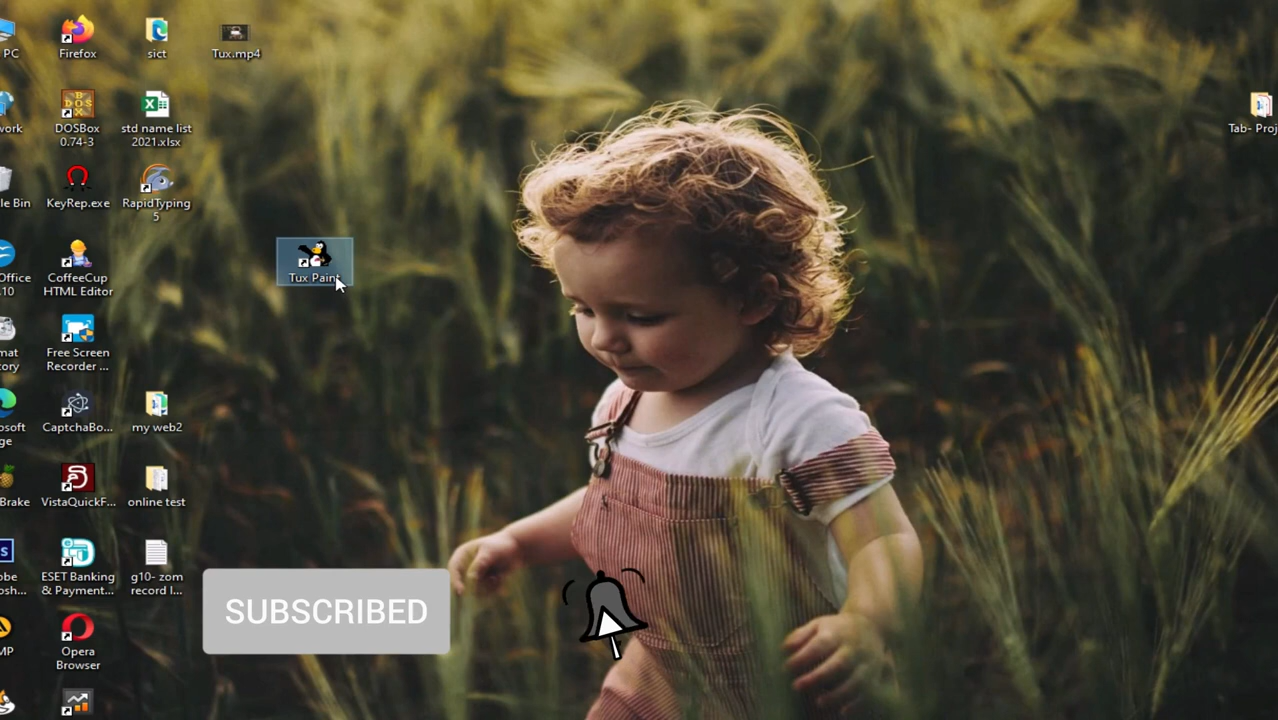 PC
Firefox
sict
Tux.mp4
work
DOSBox
0.74-3
std name list
2021.xlsx
Tab- Proj
le Bin
KeyRep.exe
RapidTyping
5
Office
.10
CoffeeCup
HTML Editor
Tux Paint
mat
ory
Free Screen
Recorder ...
osoft
ge
CaptchaBo...
my web2
Brake
VistaQuickF...
online test
obe
osh...
ESET Banking
& Payment...
g10- zom
record l...
SUBSCRIBED
MP
Opera
Browser